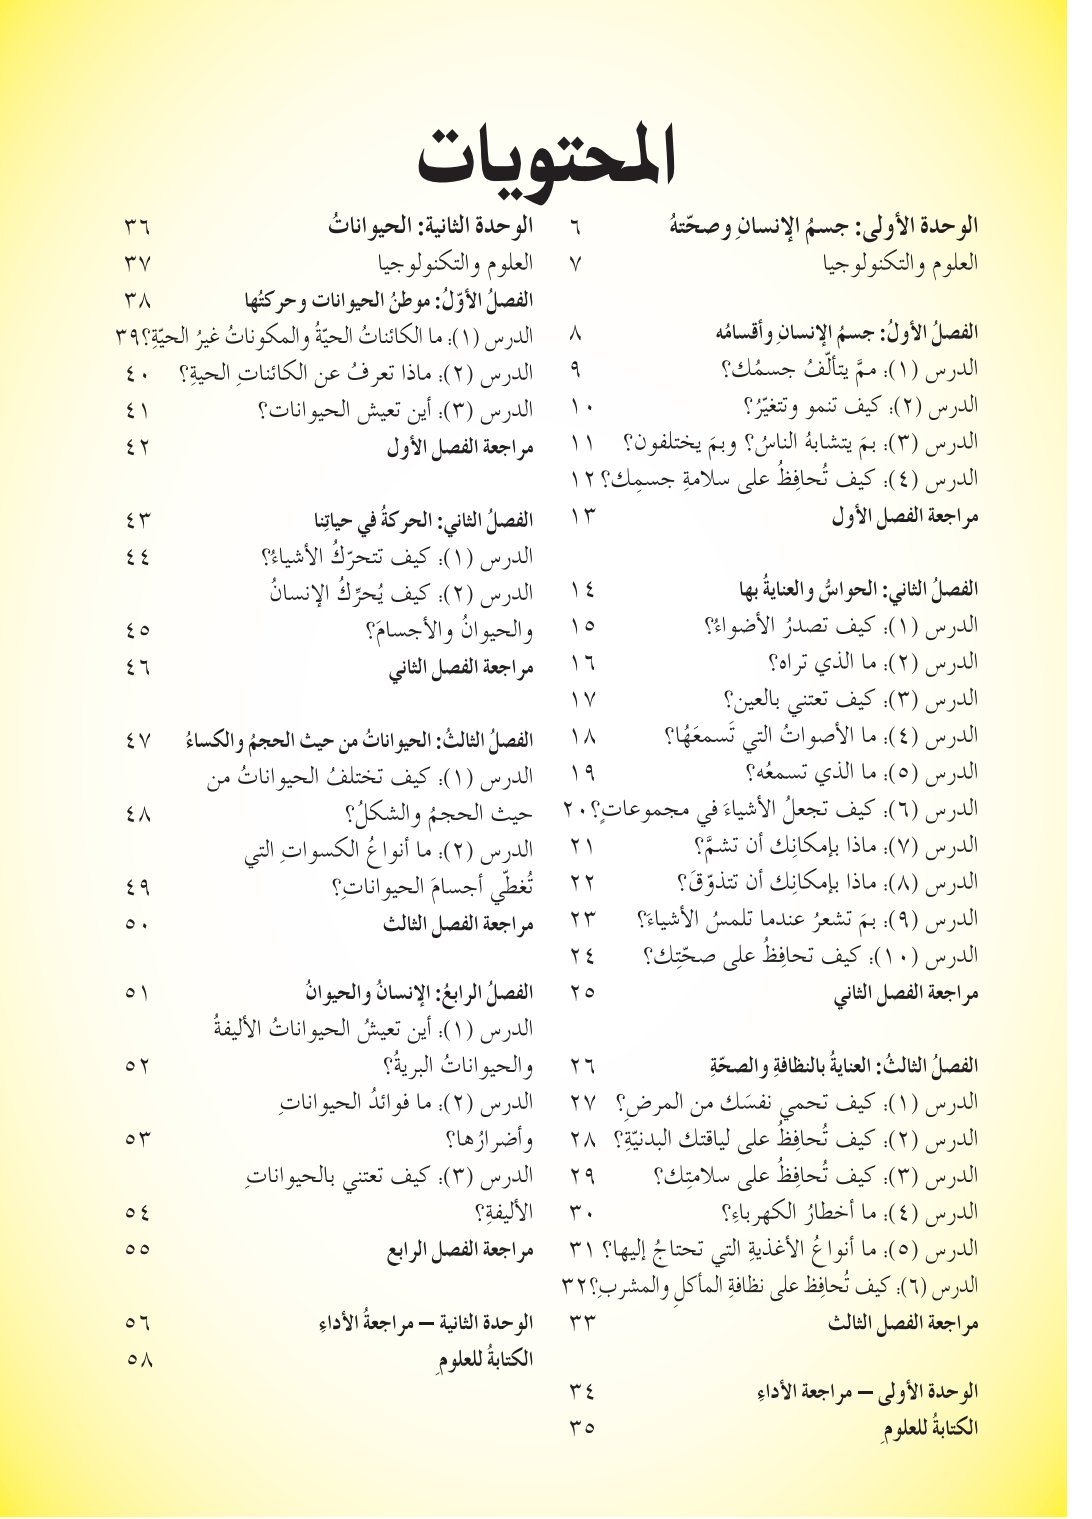 المحتويات
الوحدة الأولى: جسمُ الإنسانِ وصحّتهُ ٦
العلوم والتكنولوجيا ٧
الفصلُ الأولُ: جسمُ الإنسانِ وأقسامُه ٨
الدرس (١): ممَّ يتألّفُ جسمُك؟ ٩
الدرس (٢): كيف تنمو وتتغيّرُ؟ ١٠
الدرس (٣): بمَ يتشابهُ الناسُ؟ وبمَ يختلفون؟ ١١
الدرس (٤): كيف تُحافِظُ على سلامةِ جسمِك؟ ١٢
مراجعة الفصل الأول ١٣
الفصلُ الثاني: الحواسُّ والعنايةُ بها ١٤
الدرس (١): كيف تصدرُ الأضواءُ؟ ١٥
الدرس (٢): ما الذي تراه؟ ١٦
الدرس (٣): كيف تعتني بالعين؟ ١٧
الدرس (٤): ما الأصواتُ التي تَسمعَهُا؟ ١٨
الدرس (٥): ما الذي تسمعُه؟ ١٩
الدرس (٦): كيف تجعلُ الأشياءَ في مجموعاتٍ؟ ٢٠
الدرس (٧): ماذا بإمكانِك أن تشمَّ؟ ٢١
الدرس (٨): ماذا بإمكانِك أن تتذوّقَ؟ ٢٢
الدرس (٩): بمَ تشعرُ عندما تلمسُ الأشياءَ؟ ٢٣
الدرس (١٠): كيف تحافِظُ على صحّتِك؟ ٢٤
مراجعة الفصل الثاني ٢٥
الفصلُ الثالثُ: العنايةُ بالنظافةِ والصحّةِ ٢٦
الدرس (١): كيف تحمي نفسَك من المرضِ؟ ٢٧
الدرس (٢): كيف تُحافِظُ على لياقتك البدنيّةِ؟ ٢٨
الدرس (٣): كيف تُحافِظُ على سلامتِك؟ ٢٩
الدرس (٤): ما أخطارُ الكهرباءِ؟ ٣٠
الدرس (٥): ما أنواعُ الأغذيةِ التي تحتاجُ إليها؟ ٣١
الدرس (٦): كيف تُحافِظ على نظافةِ المأكلِ والمشربِ؟ ٣٢
مراجعة الفصل الثالث ٣٣
الوحدة الأولى – مراجعة الأداءِ ٣٤
الكتابةُ للعلومِ ٣٥
الوحدة الثانية: الحيواناتُ ٣٦
العلوم والتكنولوجيا ٣٧
الفصلُ الأوّلُ: موطنُ الحيوانات وحركتُها ٣٨
الدرس (١): ما الكائناتُ الحيّةُ والمكوناتُ غيرُ الحيّةِ؟ ٣٩
الدرس (٢): ماذا تعرفُ عن الكائناتِ الحيةِ؟ ٤٠
الدرس (٣): أين تعيش الحيوانات؟ ٤١
مراجعة الفصل الأول ٤٢
الفصلُ الثاني: الحركةُ في حياتِنا ٤٣
الدرس (١): كيف تتحرّكُ الأشياءُ؟ ٤٤
الدرس (٢): كيف يُحرِّكُ الإنسانُ
والحيوانُ والأجسامَ؟ ٤٥
مراجعة الفصل الثاني ٤٦
الفصلُ الثالثُ: الحيواناتُ من حيث الحجمُ والكساءُ ٤٧
الدرس (١): كيف تختلفُ الحيواناتُ من
حيث الحجمُ والشكلُ؟ ٤٨
الدرس (٢): ما أنواعُ الكسواتِ التي
تُغطّي أجسامَ الحيواناتِ؟ ٤٩
مراجعة الفصل الثالث ٥٠
الفصلُ الرابعُ: الإنسانُ والحيوانُ ٥١
الدرس (١): أين تعيشُ الحيواناتُ الأليفةُ
والحيواناتُ البريةُ؟ ٥٢
الدرس (٢): ما فوائدُ الحيواناتِ
وأضرارُها؟ ٥٣
الدرس (٣): كيف تعتني بالحيواناتِ
الأليفةِ؟ ٥٤
مراجعة الفصل الرابع ٥٥
الوحدة الثانية – مراجعةُ الأداءِ ٥٦
الكتابةُ للعلومِ ٥٨